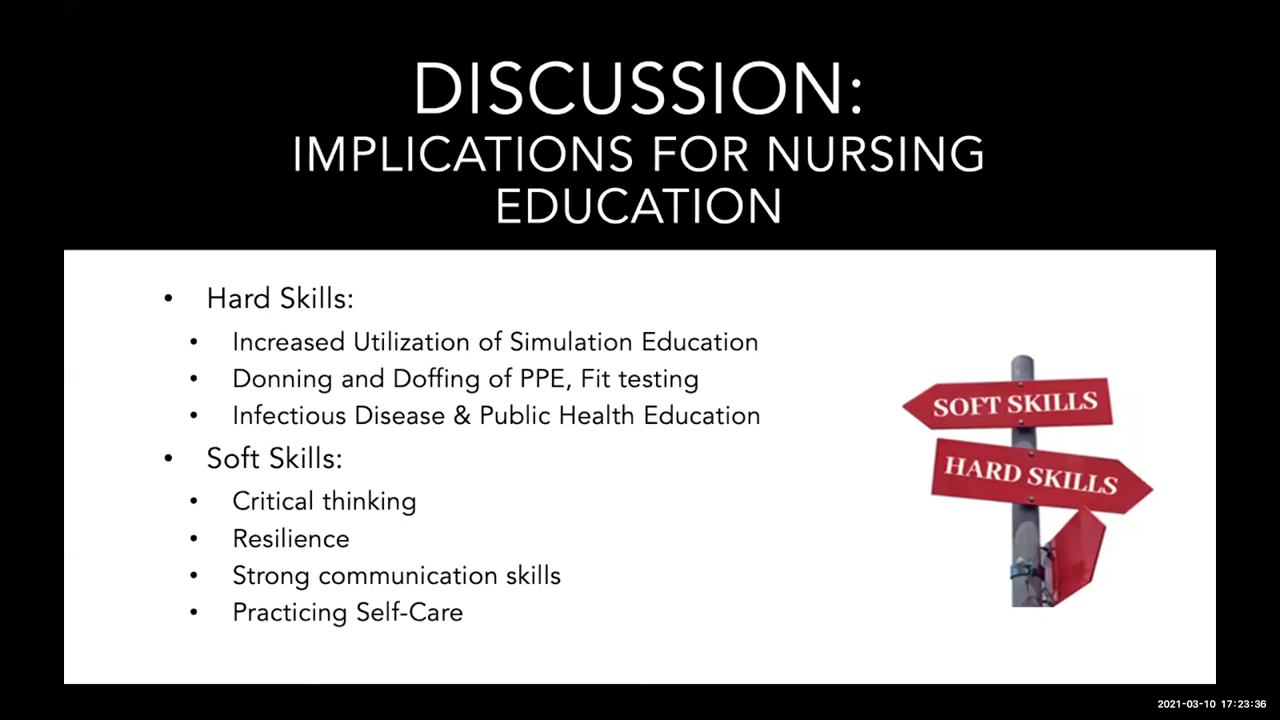 DISCUSSION:
IMPLICATIONS FOR NURSING
EDUCATION
• Hard Skills:
• Increased Utilization of Simulation Education
• Donning and Doffing of PPE, Fit testing
• Infectious Disease & Public Health Education
• Soft Skills:
• Critical thinking
• Resilience
• Strong communication skills
• Practicing Self-Care
SOFT SKILLS
HARD SKILLS
2021-03-10 17:23:36